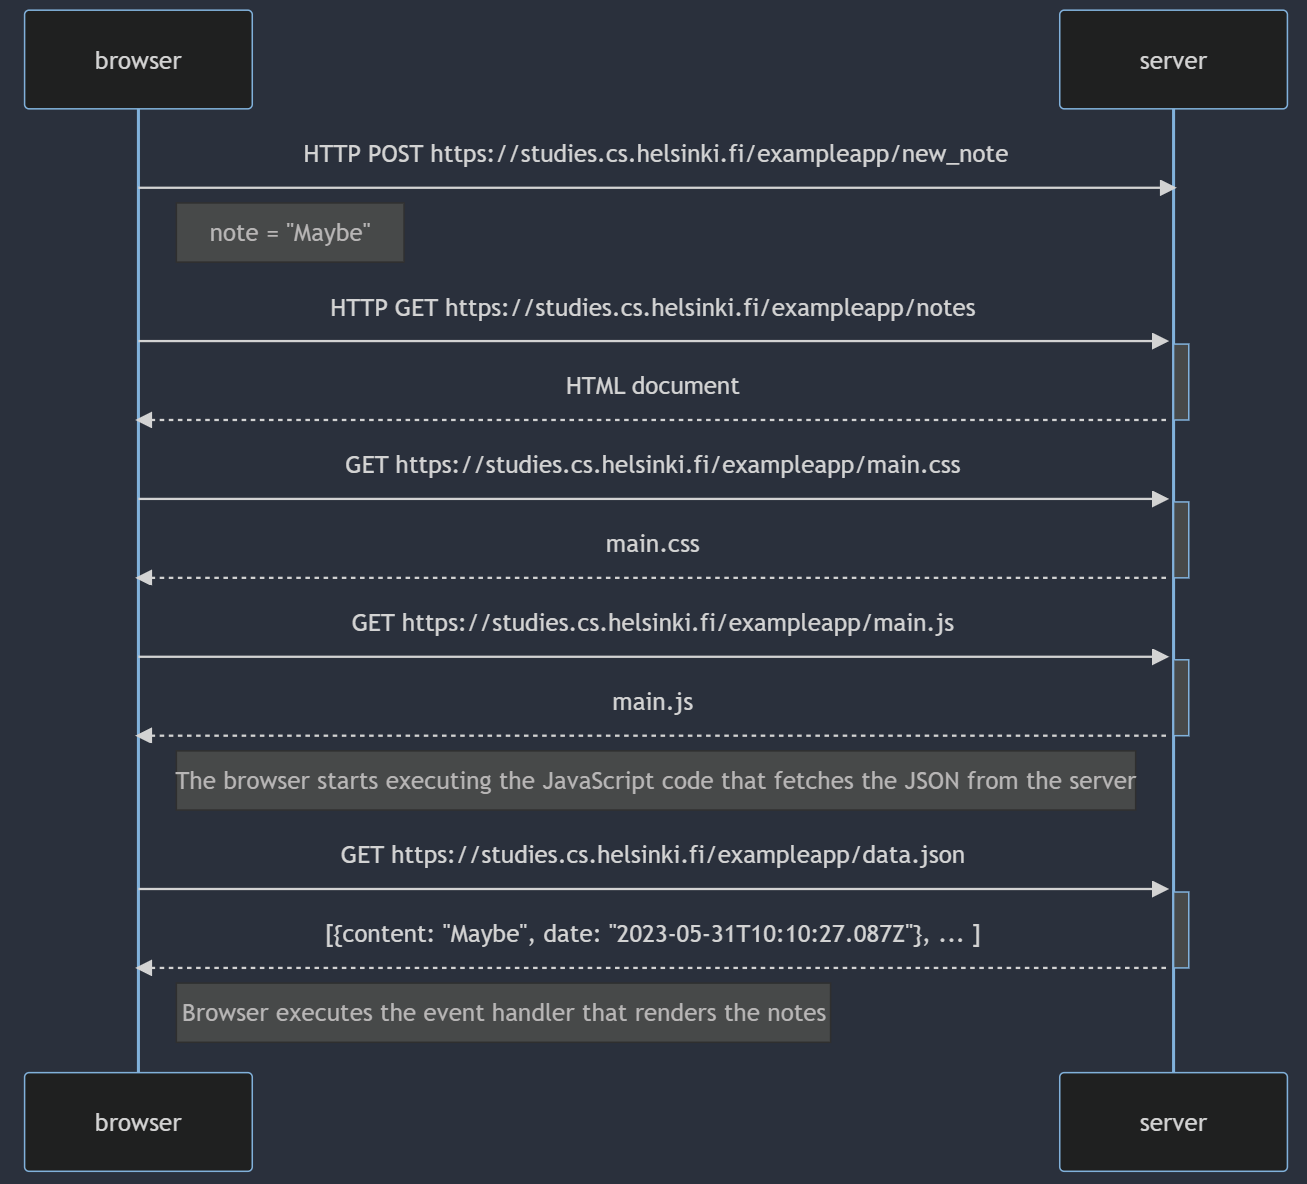 browser
server
HTTP POST https://studies.cs.helsinki.fi/exampleapp/new_note
note = "Maybe"
HTTP GET https://studies.cs.helsinki.fi/exampleapp/notes
HTML document
GET https://studies.cs.helsinki.fi/exampleapp/main.css
main.css
GET https://studies.cs.helsinki.fi/exampleapp/main.js
main.js
The browser starts executing the JavaScript code that fetches the JSON from the server
GET https://studies.cs.helsinki.fi/exampleapp/data.json
[{content: "Maybe", date: "2023-05-31T10:10:27.087Z"}, ... ]
Browser executes the event handler that renders the notes
browser
server